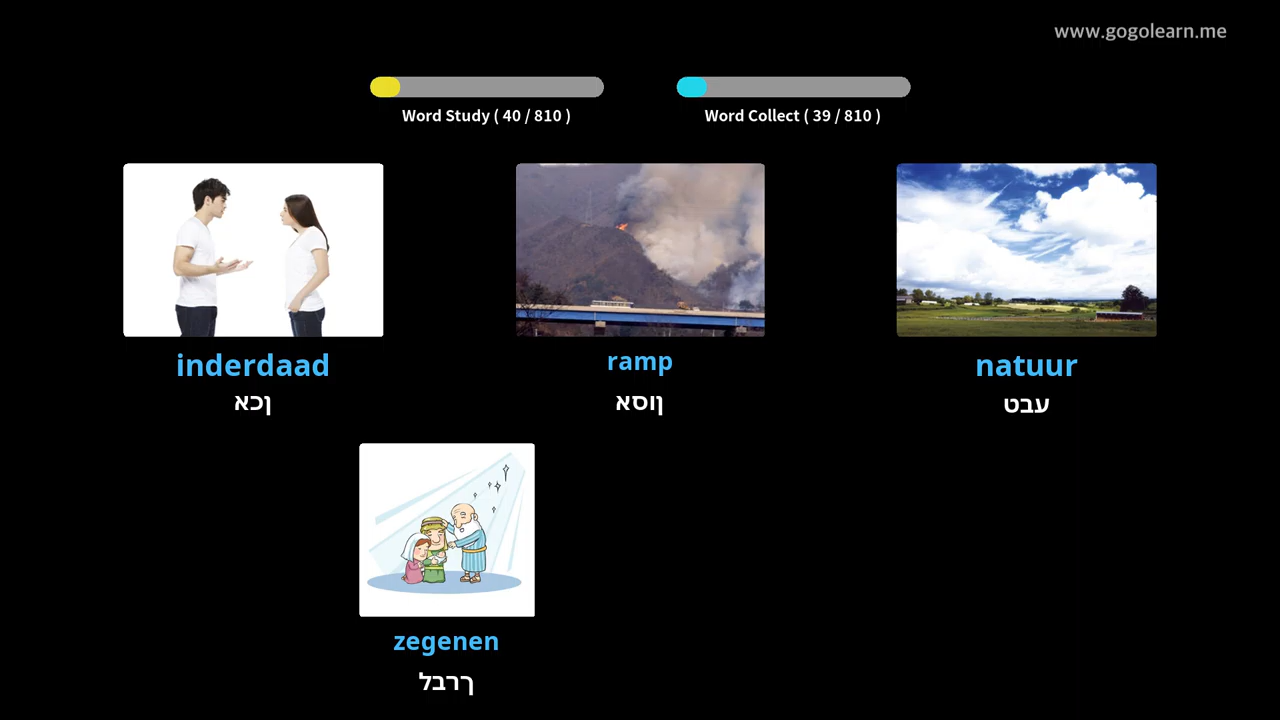 www.gogolearn.me
Word Study ( 40 / 810 )
Word Collect ( 39 / 810 )
inderdaad
אכן
ramp
אסון
natuur
טבע
zegenen
לברך